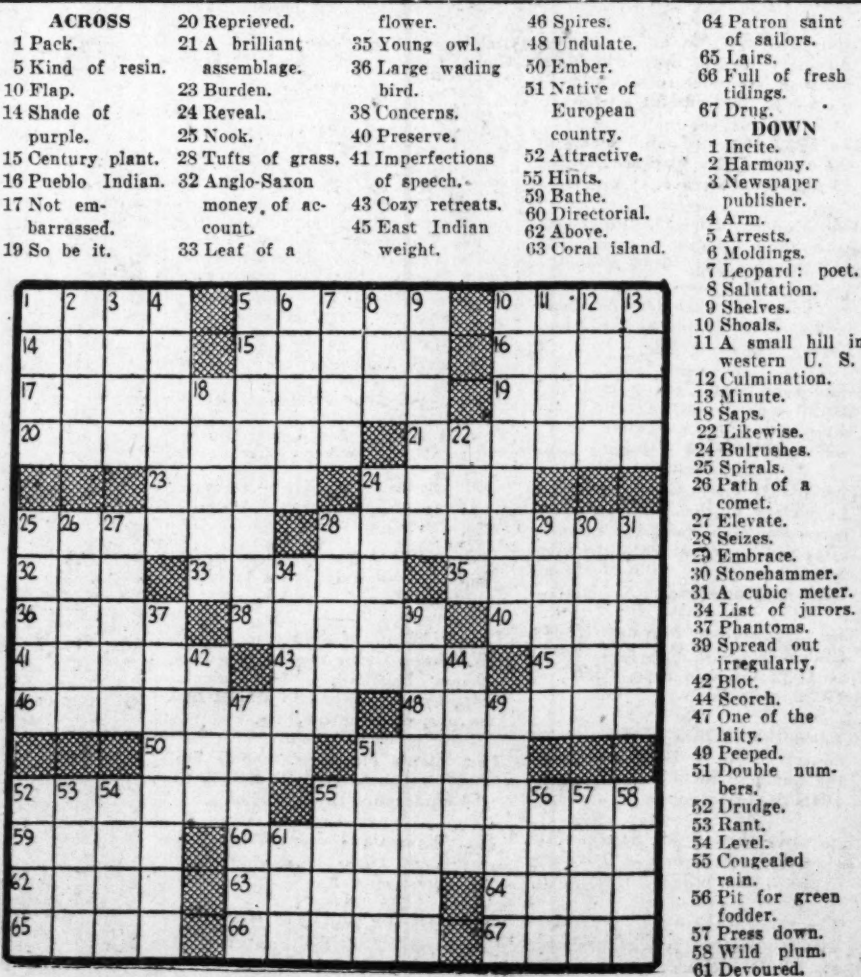 ACROSS
1 Pack.
5 Kind of resin.
10 Flap.
14 Shade of
purple.
15 Century plant.
16 Pueblo Indian.
17 Not em-
barrassed.
19 So be it.
20 Reprieved.
21 A brilliant
assemblage.
23 Burden.
24 Reveal.
25 Nook.
28 Tufts of grass.
32 Anglo-Saxon
money of ac-
count.
33 Leaf of a
flower.
35 Young owl.
36 Large wading
bird.
38 Concerns.
40 Preserve.
41 Imperfections
of speech.
43 Cozy retreats.
45 East Indian
weight.
46 Spires.
48 Undulate.
50 Ember.
51 Native of
European
country.
52 Attractive.
55 Hints.
59 Bathe.
60 Directorial.
62 Above.
63 Coral island.
64 Patron saint
of sailors.
65 Lairs.
66 Full of fresh
tidings.
67 Drug.
DOWN
1 Incite.
2 Harmony.
3 Newspaper
publisher.
4 Arm.
5 Arrests.
6 Moldings.
7 Leopard: poet.
8 Salutation.
9 Shelves.
10 Shoals.
11 A small hill in
western U. S.
12 Culmination.
13 Minute.
18 Saps.
22 Likewise.
24 Bulrushes.
25 Spirals.
26 Path of a
comet.
27 Elevate.
28 Seizes.
29 Embrace.
30 Stonehammer.
31 A cubic meter.
34 List of jurors.
37 Phantoms.
39 Spread out
irregularly.
42 Blot.
44 Scorch.
47 One of the
laity.
49 Peeped.
51 Double num-
bers.
52 Drudge.
53 Rant.
54 Level.
55 Congealed
rain.
56 Pit for green
fodder.
57 Press down.
58 Wild plum.
61 Devoured.
1 2 3 4 5 6 7 8 9 10 11 12 13
14 15 16
17 18 19
20 21 22
23 24
25 26 27 28 29 30 31
32 33 34 35
36 37 38 39 40
41 42 43 44 45
46 47 48 49
50 51
52 53 54 55 56 57 58
59 60 61
62 63 64
65 66 67